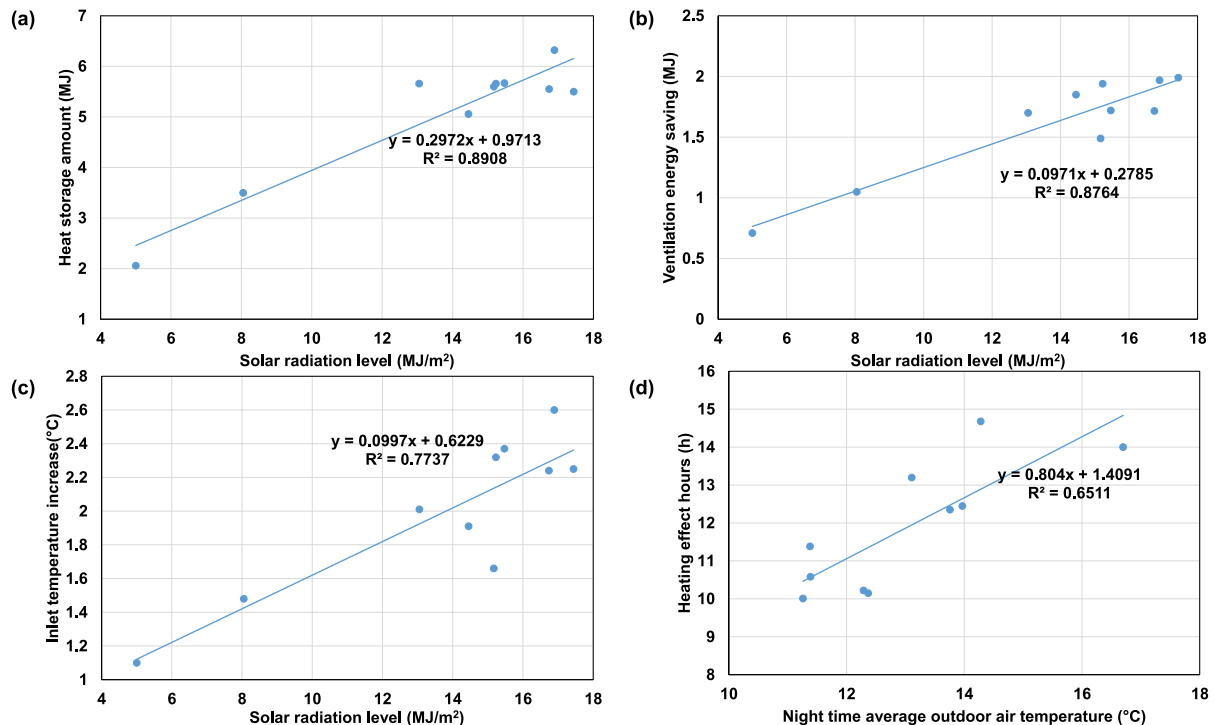 (a)
7
6
5
4
3
2
1
Heat storage amount (MJ)
y = 0.2972x + 0.9713
R² = 0.8908
4 6 8 10 12 14 16 18
Solar radiation level (MJ/m²)
(b)
2.5
2
1.5
1
0.5
0
Ventilation energy saving (MJ)
y = 0.0971x + 0.2785
R² = 0.8764
4 6 8 10 12 14 16 18
Solar radiation level (MJ/m²)
(c)
2.8
2.6
2.4
2.2
2
1.8
1.6
1.4
1.2
1
Inlet temperature increase(°C)
y = 0.0997x + 0.6229
R² = 0.7737
4 6 8 10 12 14 16 18
Solar radiation level (MJ/m²)
(d)
16
15
14
13
12
11
10
9
8
Heating effect hours (h)
y = 0.804x + 1.4091
R² = 0.6511
10 12 14 16 18
Night time average outdoor air temperature (°C)